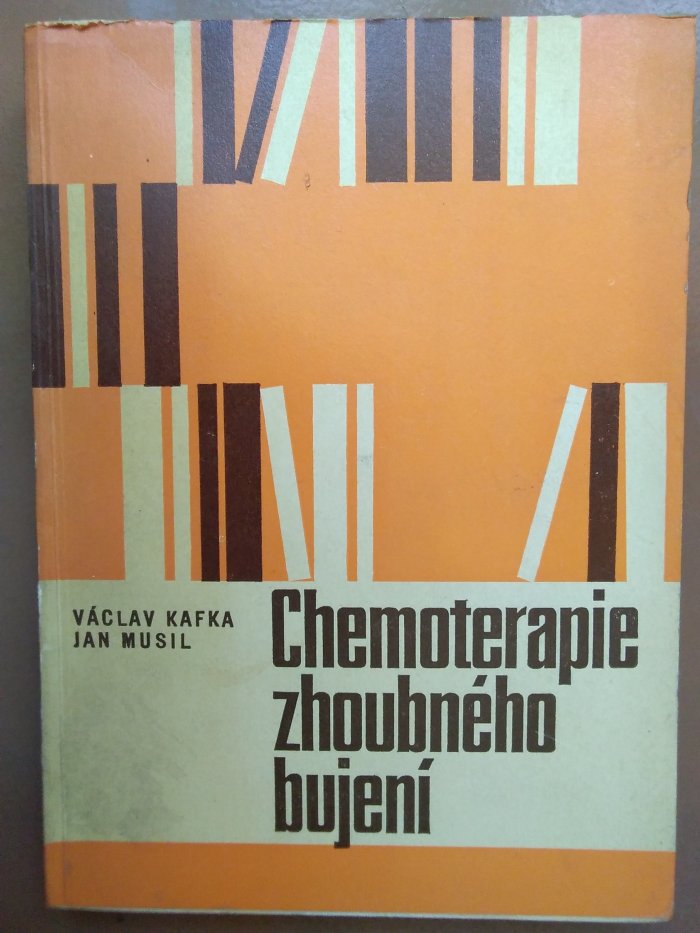 VÁCLAV KAFKA
JAN MUSIL
Chemoterapie
zhoubného
bujení